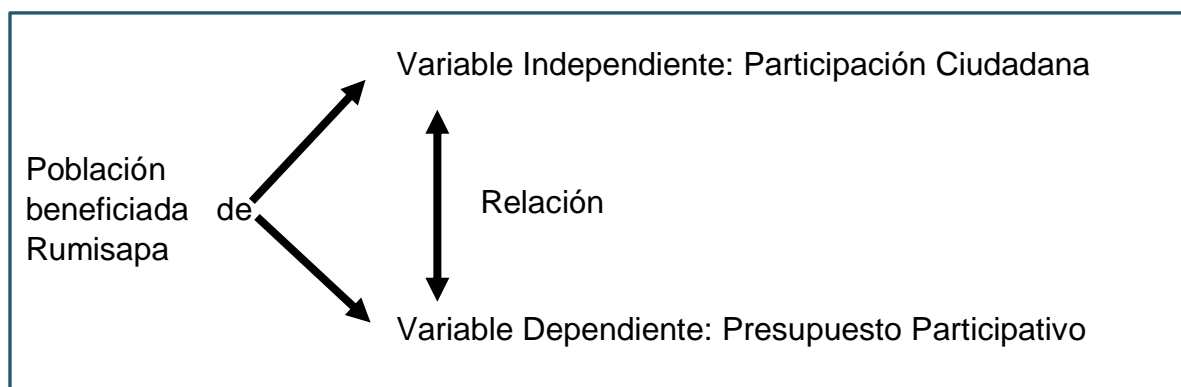 Variable Independiente: Participación Ciudadana
Población
beneficiada de
Rumisapa
Relación
Variable Dependiente: Presupuesto Participativo